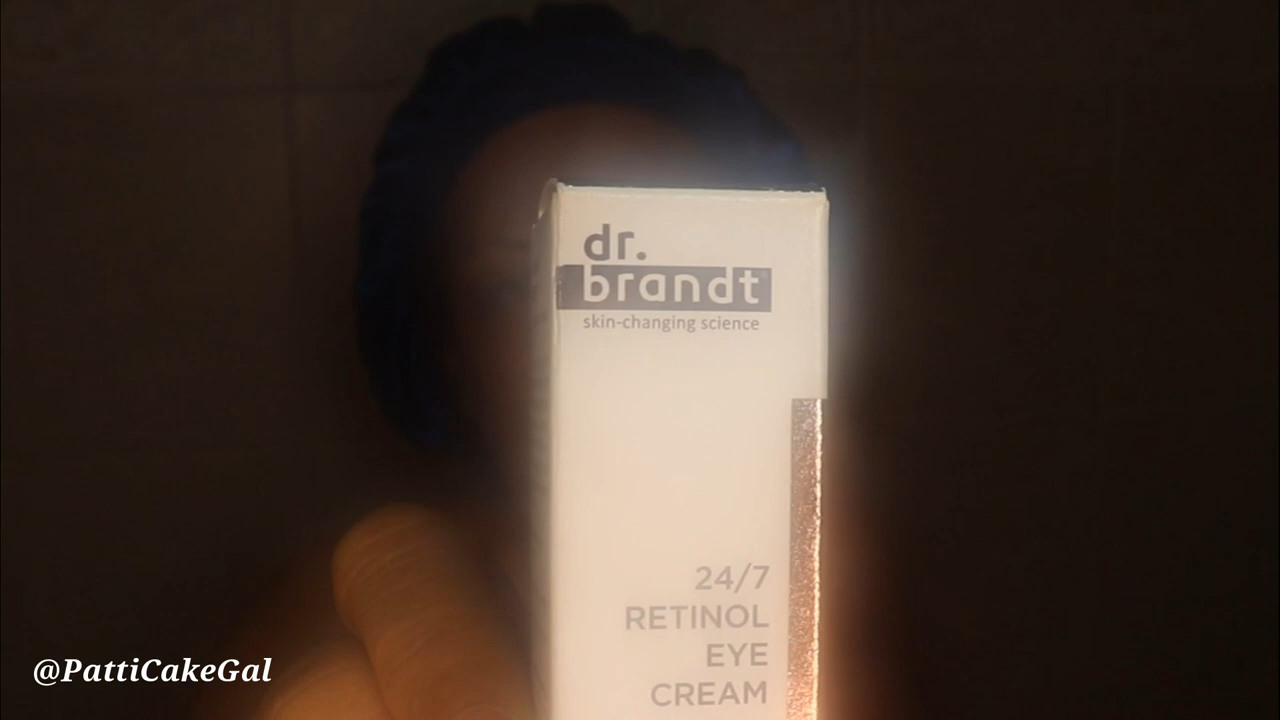 dr.
brandt
skin-changing science
24/7
RETINOL
EYE
CREAM
@PattiCakeGal